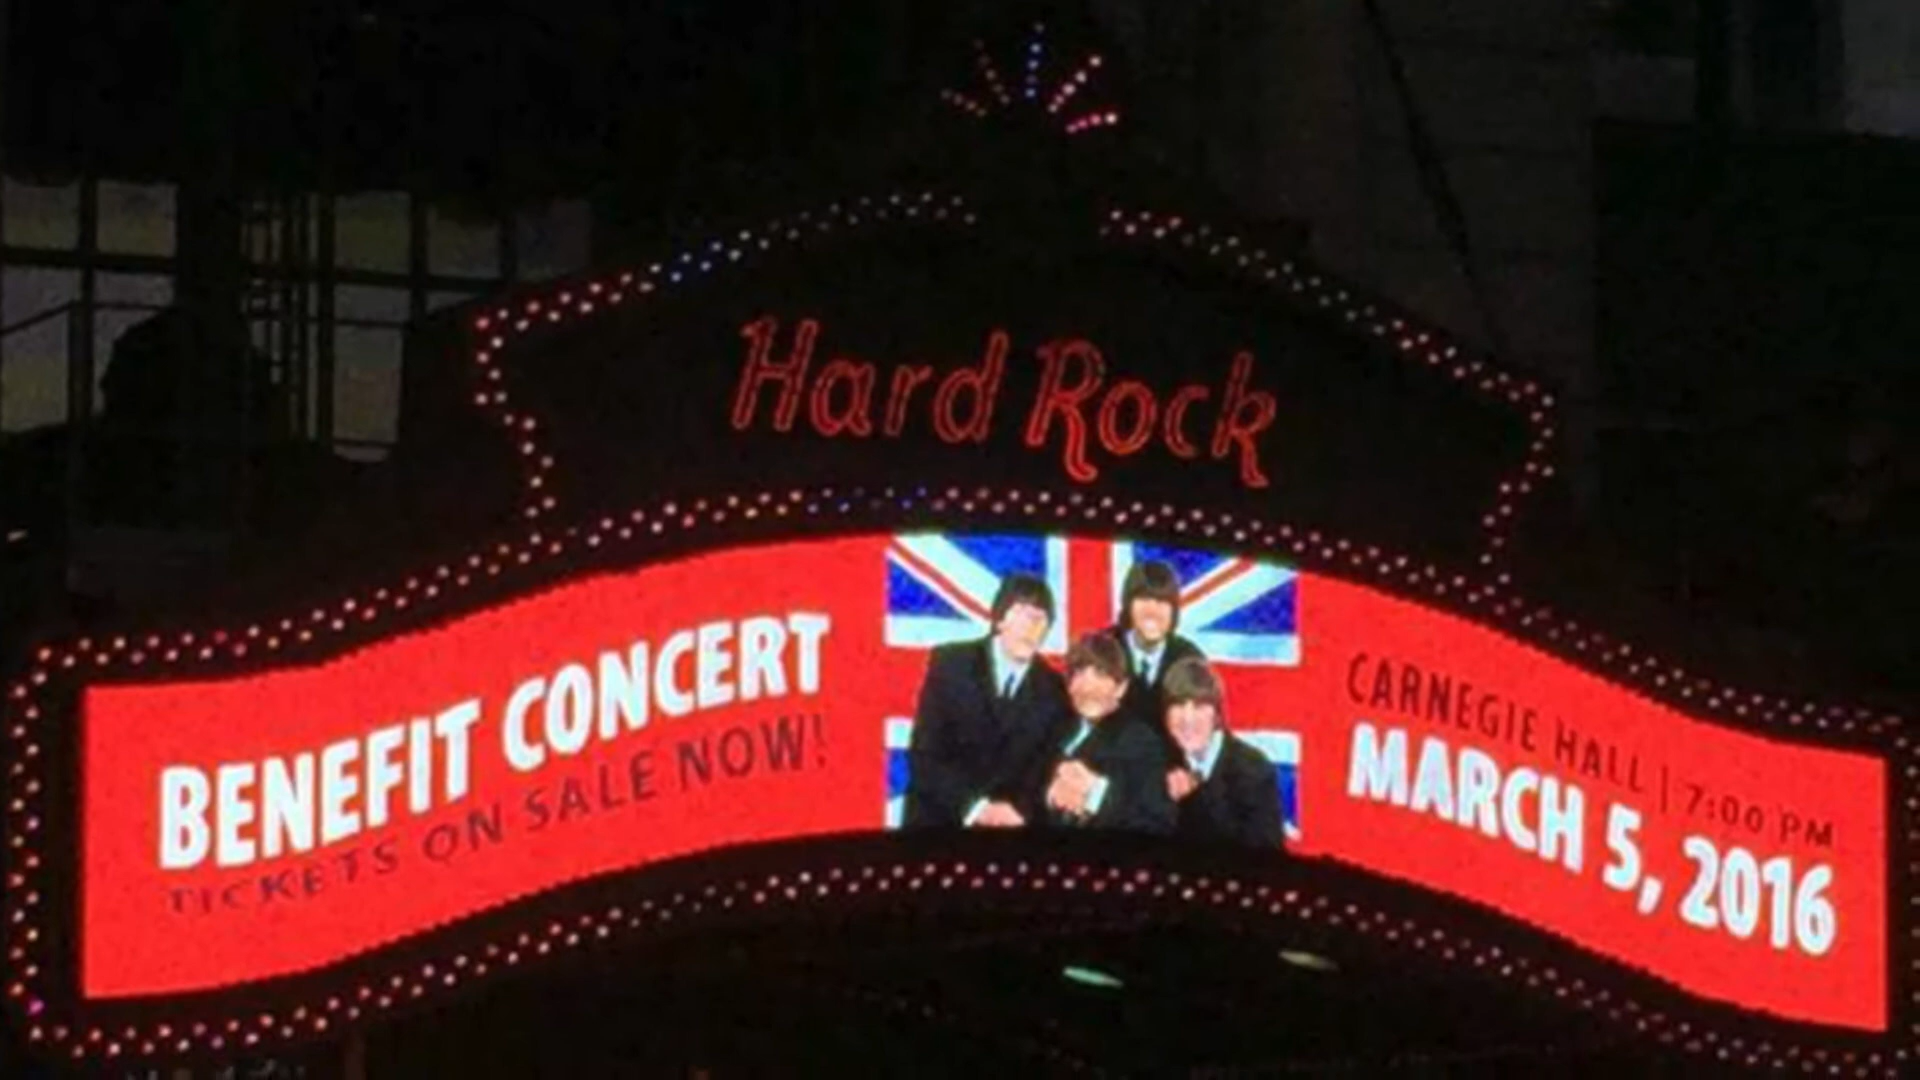 Hard Rock
BENEFIT CONCERT
TICKETS ON SALE NOW!
CARNEGIE HALL | 7:00 PM
MARCH 5, 2016